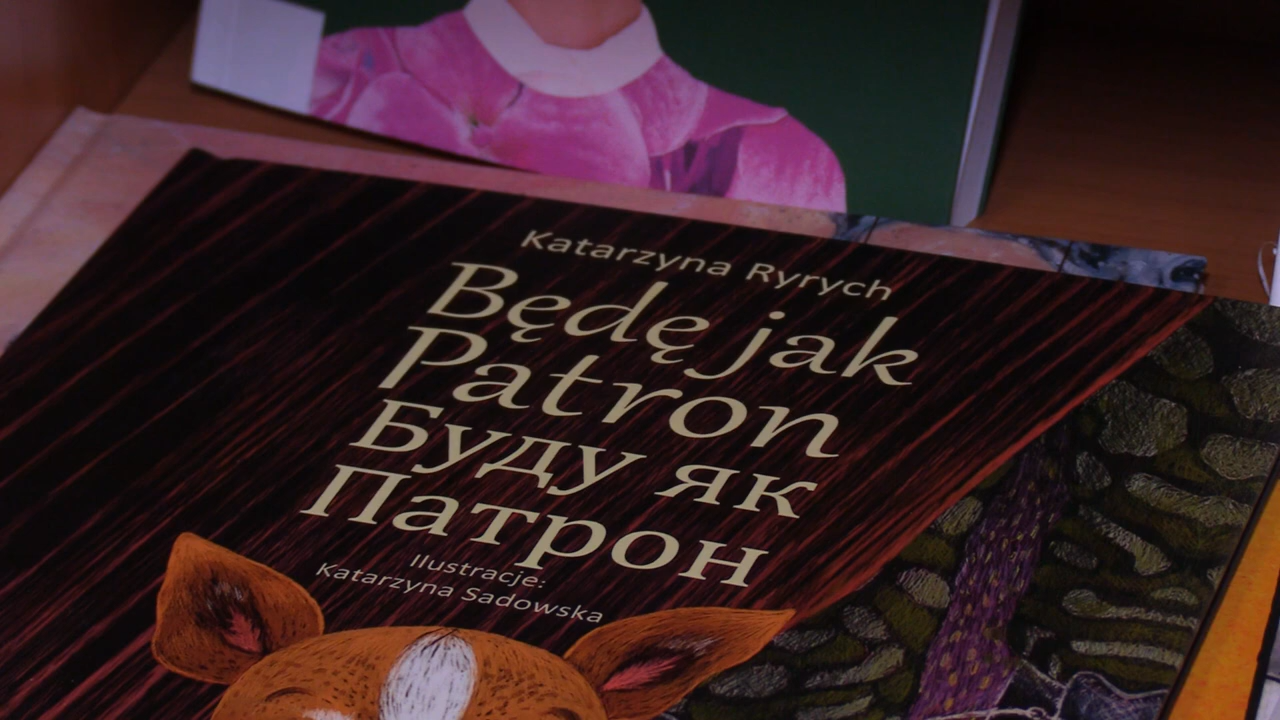 Katarzyna Ryrych
Będę jak
Patron
Буду як
Патрон
Ilustracje:
Katarzyna Sadowska